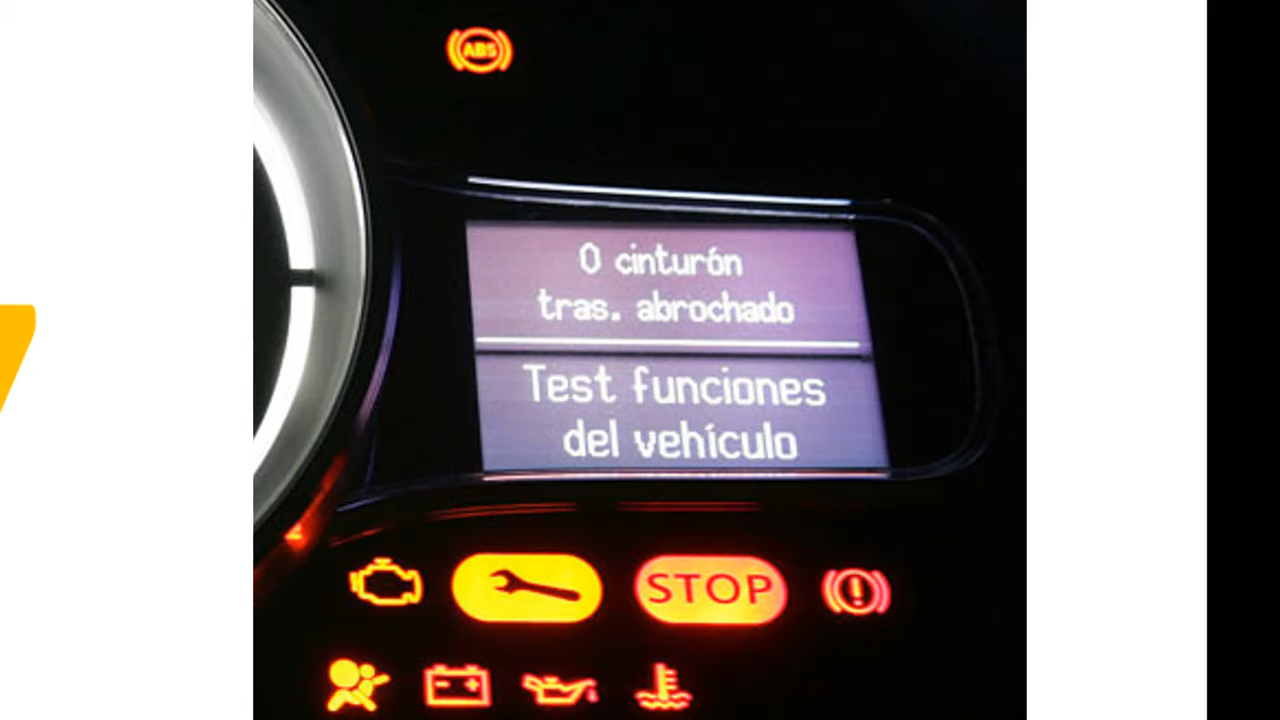 ABS
0 cinturón
tras. abrochado
Test funciones
del vehículo
STOP